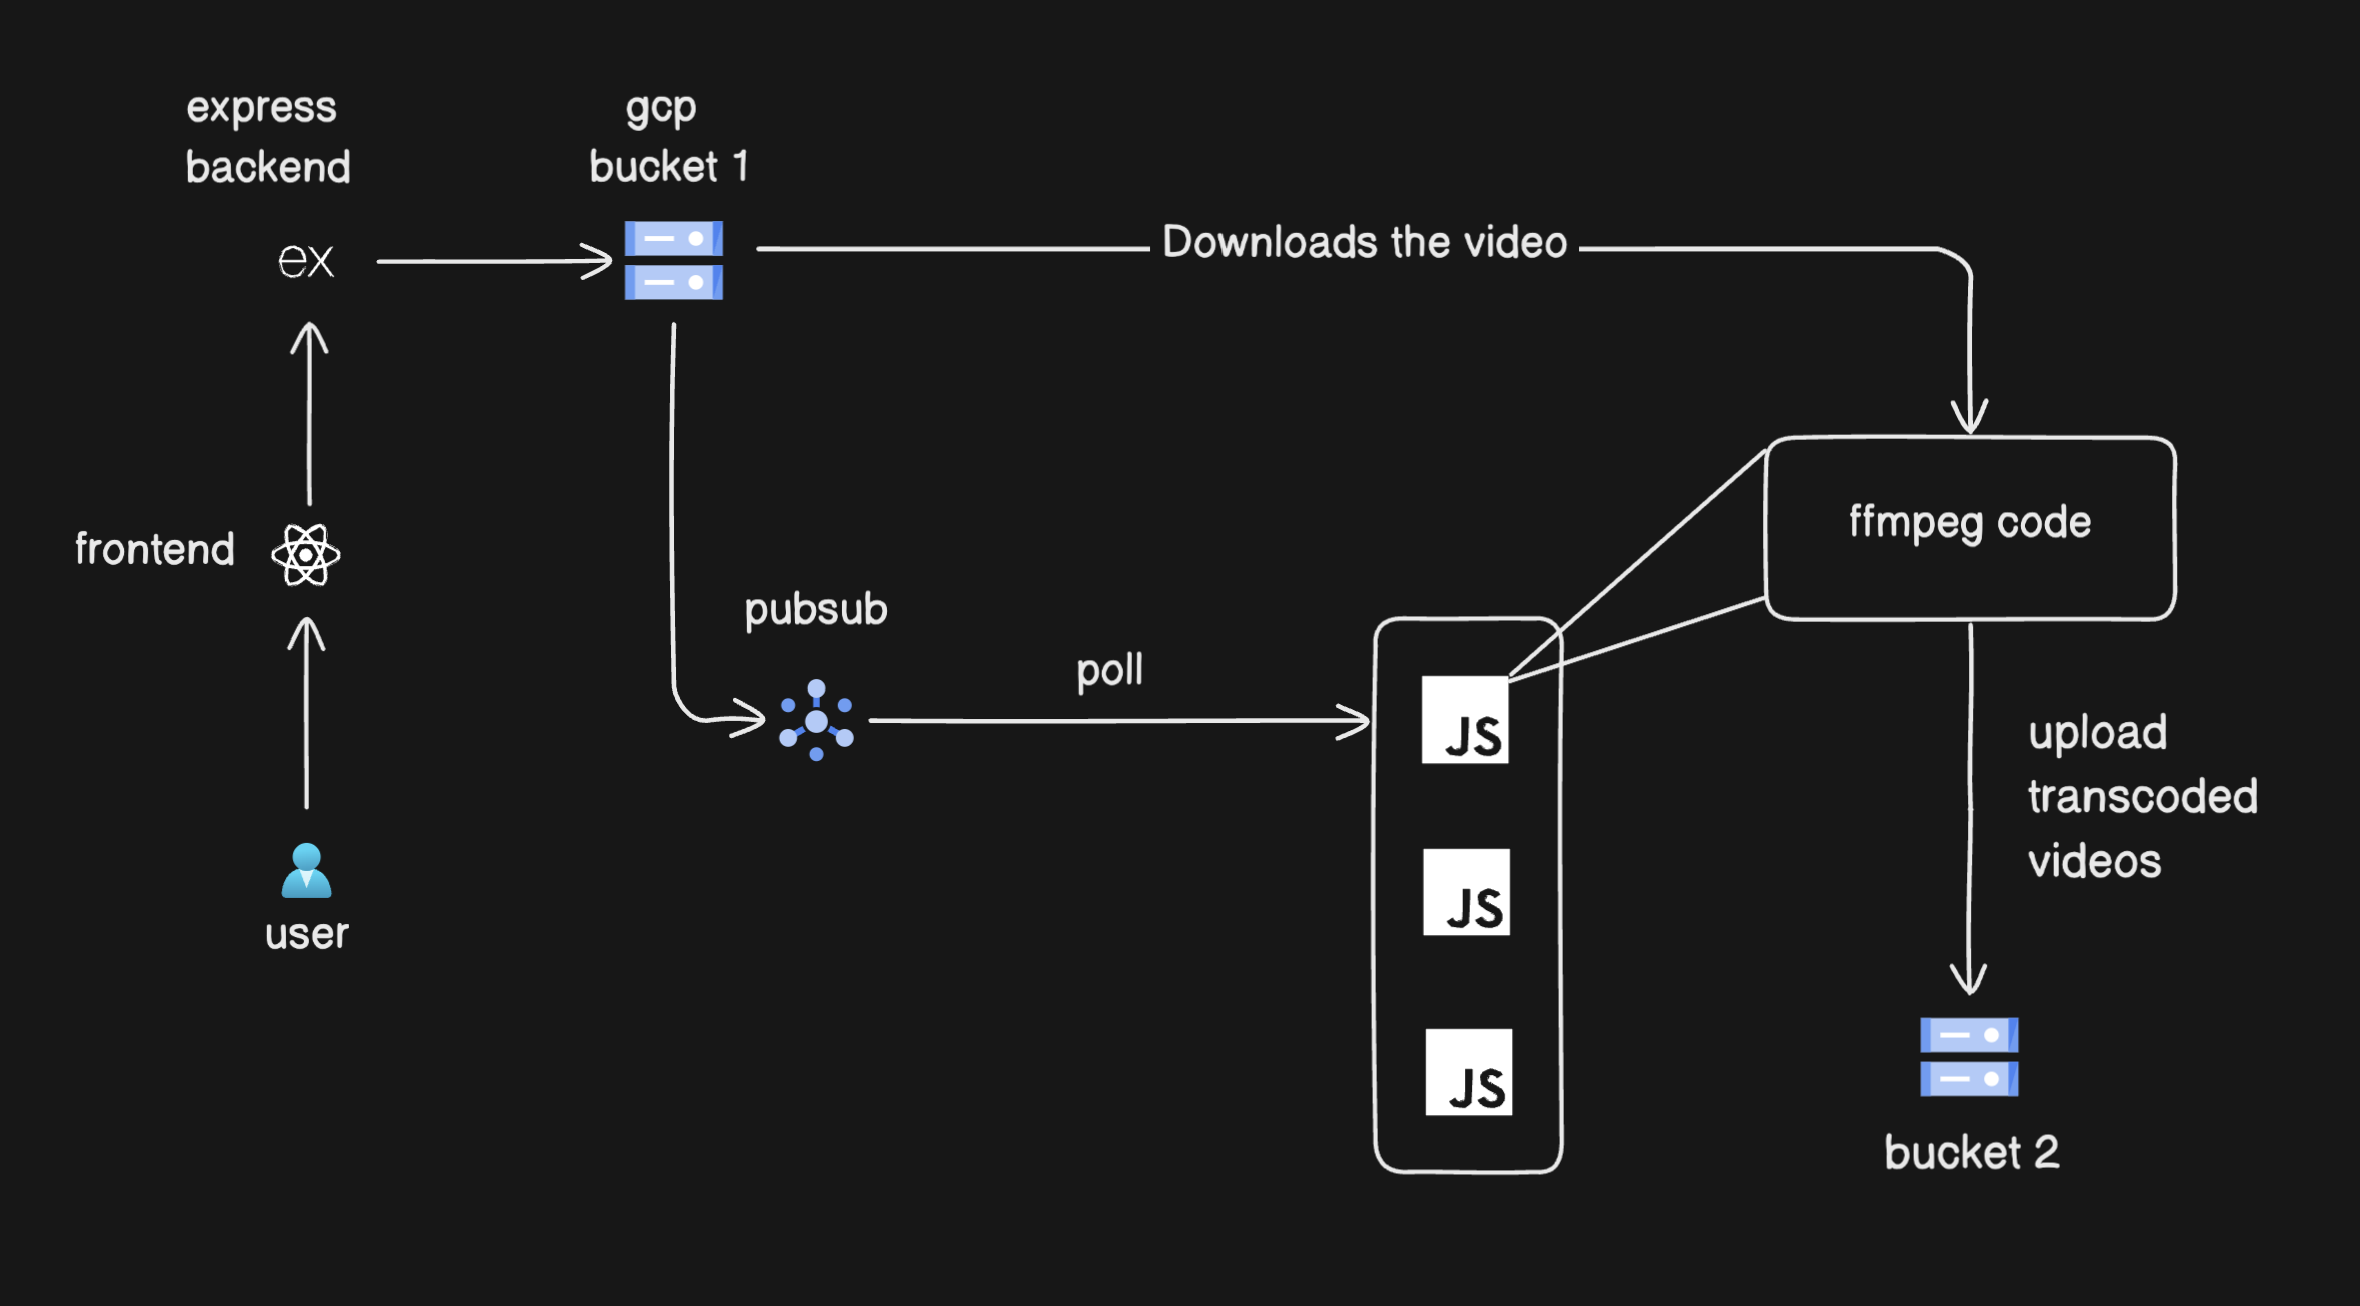 express
backend
ex
gcp
bucket 1
Downloads the video
frontend
ffmpeg code
pubsub
poll
JS
JS
JS
user
upload
transcoded
videos
bucket 2